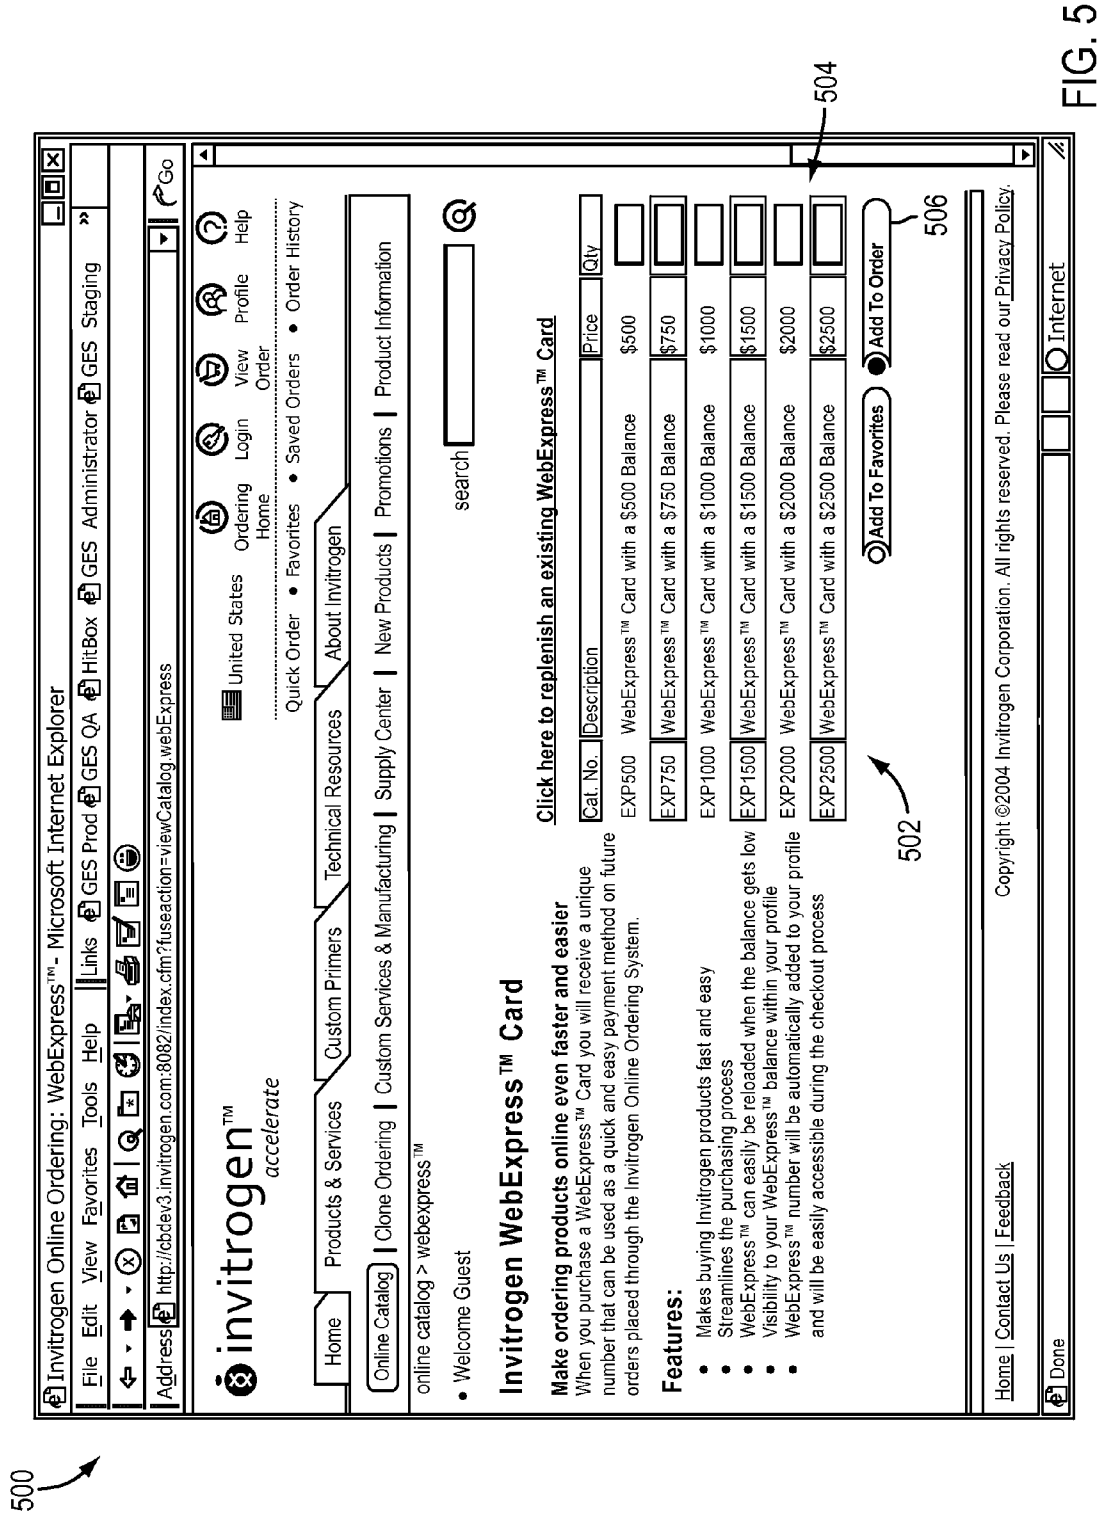 500
Invitrogen Online Ordering: WebExpress™- Microsoft Internet Explorer
File Edit View Favorites Tools Help Links GES Prod GES QA HitBox GES Administrator GES Staging »
Address http://cbdev3.invitrogen.com:8082/index.cfm?fuseaction=viewCatalog.webExpress Go
invitrogen™
accelerate
United States
Ordering Home
Login
View Order
Profile
Help
Quick Order • Favorites • Saved Orders • Order History
Home Products & Services Custom Primers Technical Resources About Invitrogen
Online Catalog | Clone Ordering | Custom Services & Manufacturing | Supply Center | New Products | Promotions | Product Information
online catalog > webexpress™
• Welcome Guest
search
Invitrogen WebExpress™ Card
Make ordering products online even faster and easier
When you purchase a WebExpress™ Card you will receive a unique
number that can be used as a quick and easy payment method on future
orders placed through the Invitrogen Online Ordering System.
Features:
• Makes buying Invitrogen products fast and easy
• Streamlines the purchasing process
• WebExpress™ can easily be reloaded when the balance gets low
• Visibility to your WebExpress™ balance within your profile
• WebExpress™ number will be automatically added to your profile
and will be easily accessible during the checkout process
Click here to replenish an existing WebExpress™ Card
Cat. No. Description Price Qty
EXP500 WebExpress™ Card with a $500 Balance $500
EXP750 WebExpress™ Card with a $750 Balance $750
EXP1000 WebExpress™ Card with a $1000 Balance $1000
EXP1500 WebExpress™ Card with a $1500 Balance $1500
EXP2000 WebExpress™ Card with a $2000 Balance $2000
EXP2500 WebExpress™ Card with a $2500 Balance $2500
Add To Favorites Add To Order
502
504
506
Home | Contact Us | Feedback
Copyright ©2004 Invitrogen Corporation. All rights reserved. Please read our Privacy Policy.
Done
Internet
FIG. 5